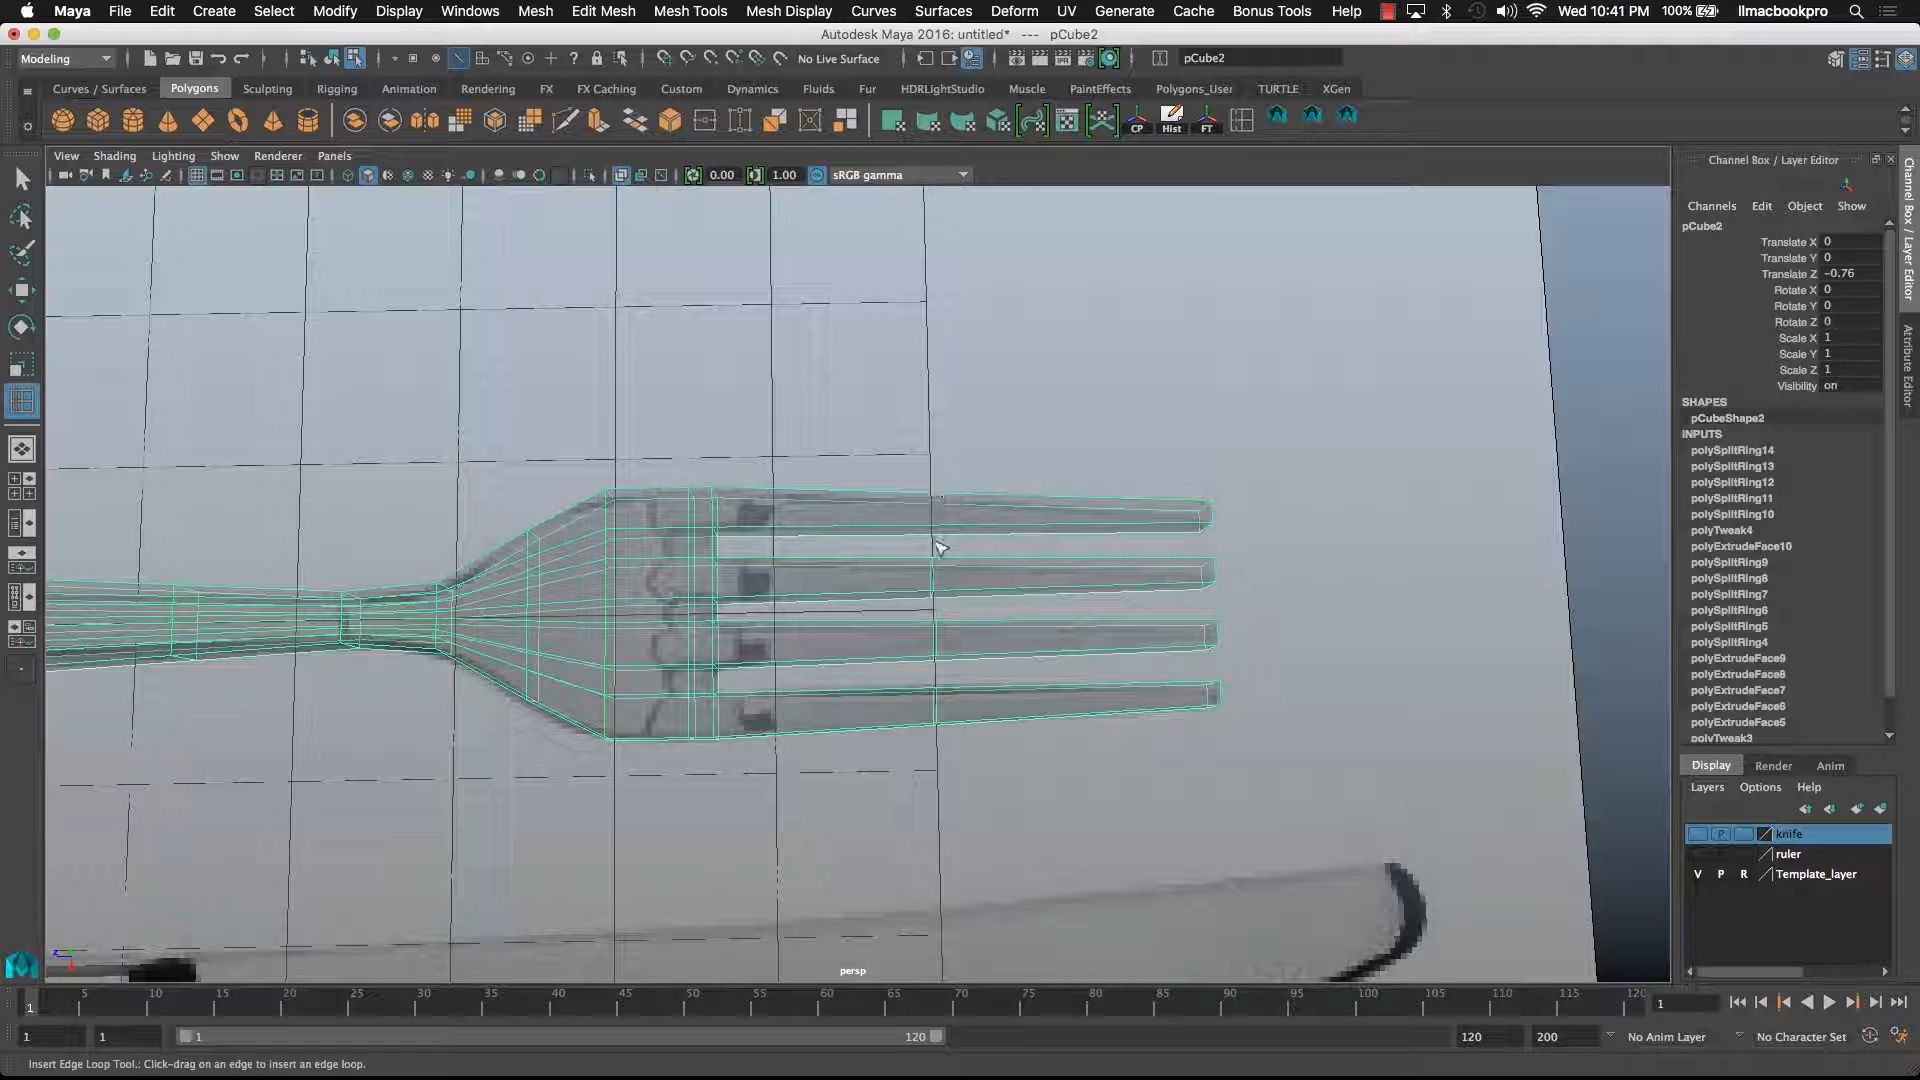 Maya File Edit Create Select Modify Display Windows Mesh Edit Mesh Mesh Tools Mesh Display Curves Surfaces Deform UV Generate Cache Bonus Tools Help Wed 10:41 PM 100% llmacbookpro
Autodesk Maya 2016: untitled* --- pCube2
Modeling No Live Surface pCube2
Curves / Surfaces Polygons Sculpting Rigging Animation Rendering FX FX Caching Custom Dynamics Fluids Fur HDRLightStudio Muscle PaintEffects Polygons_User TURTLE XGen
CP Hist FT
View Shading Lighting Show Renderer Panels
0.00 1.00 sRGB gamma
Channel Box / Layer Editor
Channels Edit Object Show
pCube2
Translate X 0
Translate Y 0
Translate Z -0.76
Rotate X 0
Rotate Y 0
Rotate Z 0
Scale X 1
Scale Y 1
Scale Z 1
Visibility on
SHAPES
pCubeShape2
INPUTS
polySplitRing14
polySplitRing13
polySplitRing12
polySplitRing11
polySplitRing10
polyTweak4
polyExtrudeFace10
polySplitRing9
polySplitRing8
polySplitRing7
polySplitRing6
polySplitRing5
polySplitRing4
polyExtrudeFace9
polyExtrudeFace8
polyExtrudeFace7
polyExtrudeFace6
polyExtrudeFace5
polyTweak3
Channel Box / Layer Editor
Attribute Editor
Display Render Anim
Layers Options Help
P knife
ruler
V P R Template_layer
persp
1 5 10 15 20 25 30 35 40 45 50 55 60 65 70 75 80 85 90 95 100 105 110 115 120 1
1 1 1 120 120 200 No Anim Layer No Character Set
Insert Edge Loop Tool.: Click-drag on an edge to insert an edge loop.